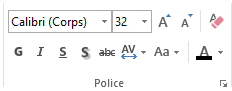 Calibri (Corps) 32 A A A
G I S S abc AV Aa A
Police